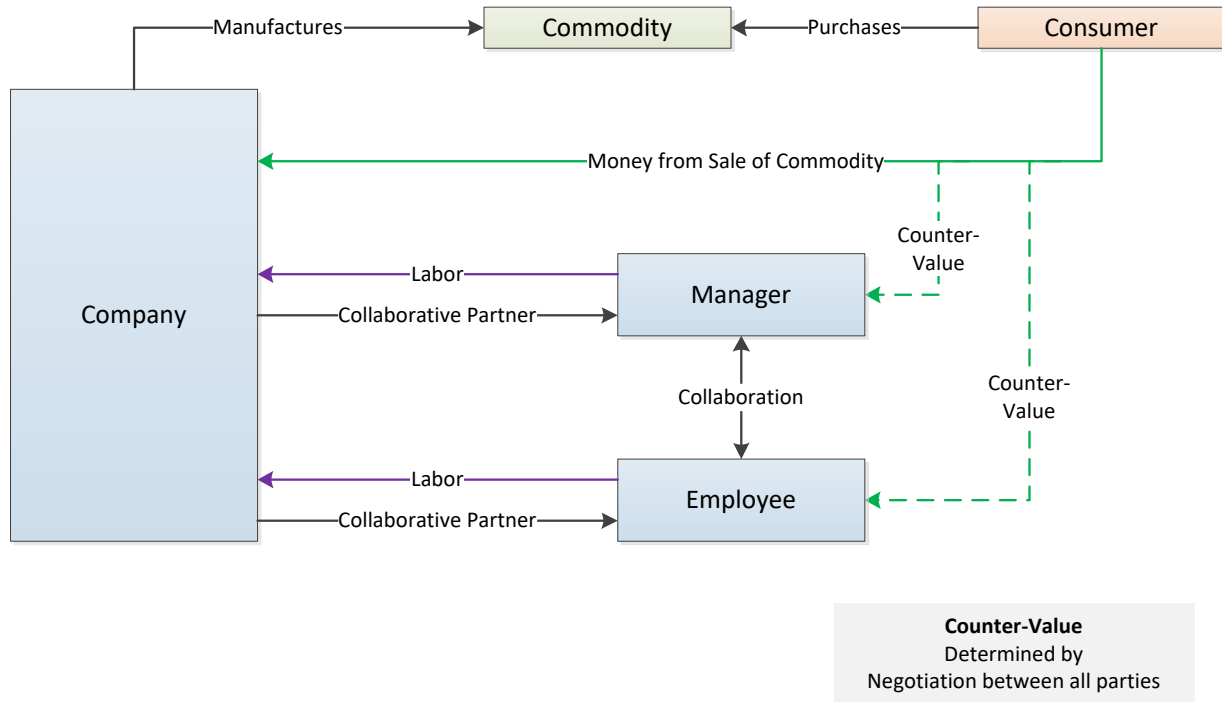 Manufactures
Commodity
Purchases
Consumer
Money from Sale of Commodity
Counter-
Value
Labor
Manager
Company
Collaborative Partner
Counter-
Value
Collaboration
Labor
Employee
Collaborative Partner
Counter-Value
Determined by
Negotiation between all parties